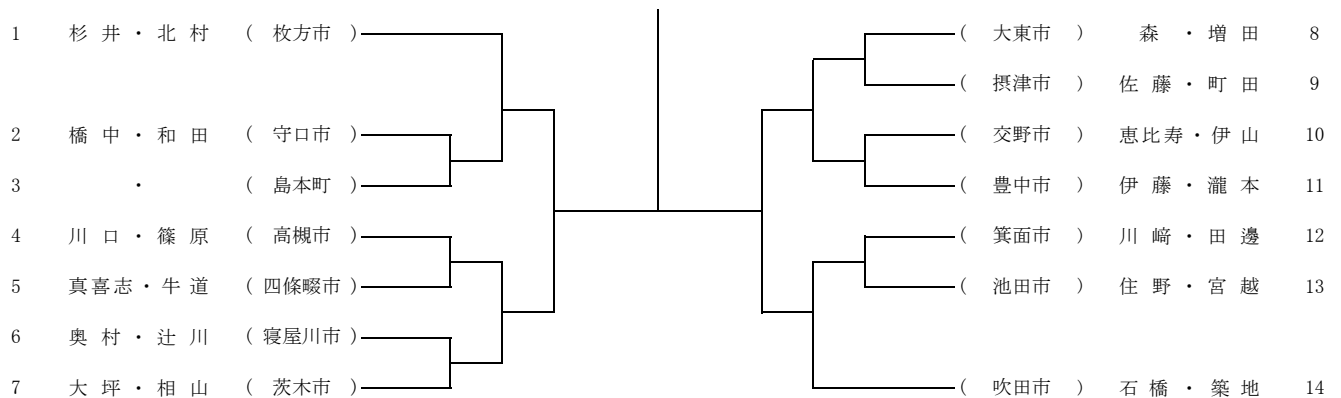 1 杉井・北村 ( 枚方市 )
2 橋中・和田 ( 守口市 )
3 ・ ( 島本町 )
4 川口・篠原 ( 高槻市 )
5 真喜志・牛道 ( 四條畷市 )
6 奥村・辻川 ( 寝屋川市 )
7 大坪・相山 ( 茨木市 )
( 大東市 ) 森・増田 8
( 摂津市 ) 佐藤・町田 9
( 交野市 ) 恵比寿・伊山 10
( 豊中市 ) 伊藤・瀧本 11
( 箕面市 ) 川﨑・田邊 12
( 池田市 ) 住野・宮越 13
( 吹田市 ) 石橋・築地 14